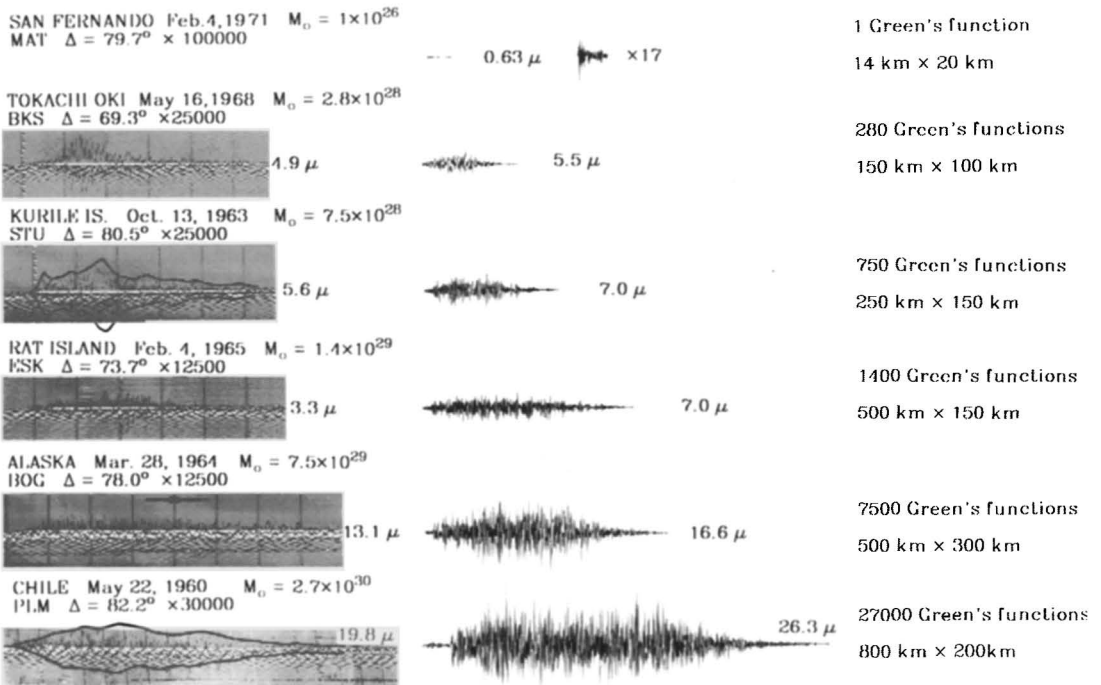 SAN FERNANDO Feb.4,1971 M₀ = 1×10²⁶
MAT Δ = 79.7° × 100000
0.63 μ ×17
1 Green's function
14 km × 20 km
TOKACHI OKI May 16,1968 M₀ = 2.8×10²⁸
BKS Δ = 69.3° ×25000
4.9 μ 5.5 μ
280 Green's functions
150 km × 100 km
KURILE IS. Oct. 13, 1963 M₀ = 7.5×10²⁸
STU Δ = 80.5° ×25000
5.6 μ 7.0 μ
750 Green's functions
250 km × 150 km
RAT ISLAND Feb. 4, 1965 M₀ = 1.4×10²⁹
ESK Δ = 73.7° ×12500
3.3 μ 7.0 μ
1400 Green's functions
500 km × 150 km
ALASKA Mar. 28, 1964 M₀ = 7.5×10²⁹
BOG Δ = 78.0° ×12500
13.1 μ 16.6 μ
7500 Green's functions
500 km × 300 km
CHILE May 22, 1960 M₀ = 2.7×10³⁰
PLM Δ = 82.2° ×30000
19.8 μ 26.3 μ
27000 Green's functions
800 km × 200km